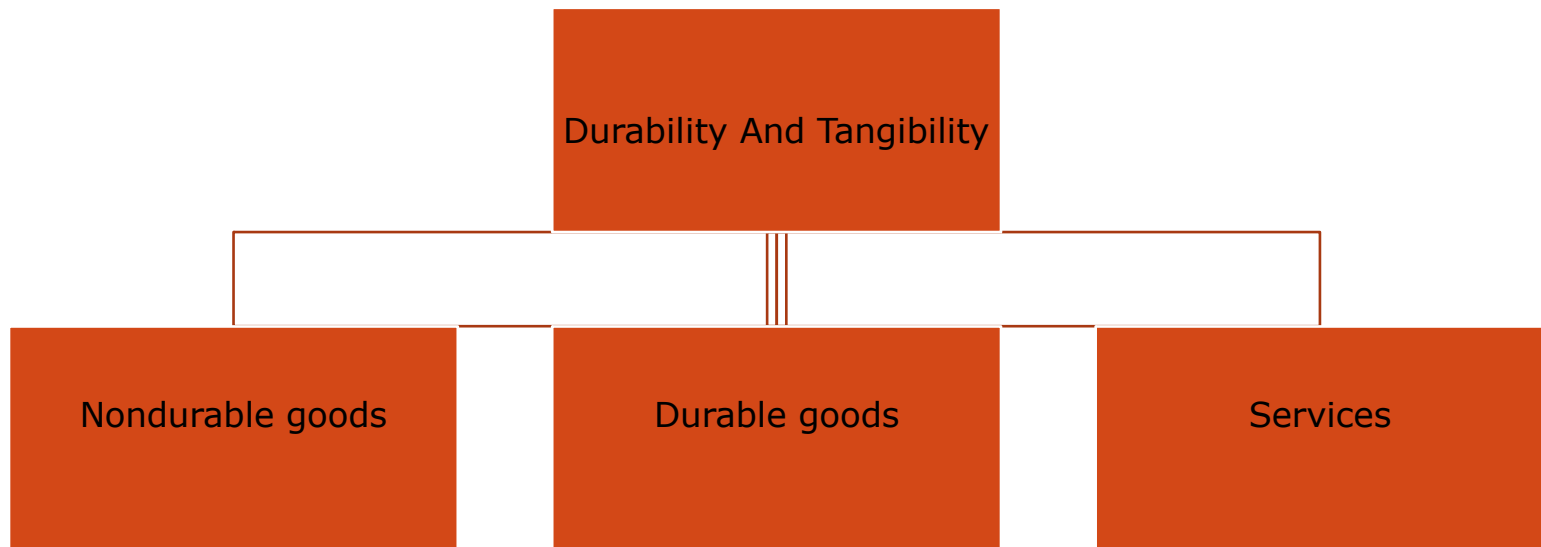 Durability And Tangibility
Nondurable goods
Durable goods
Services